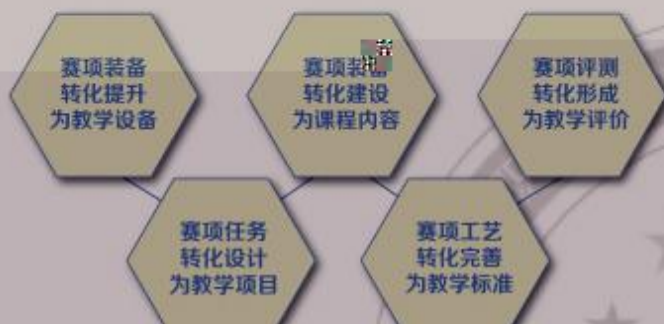 赛项装备
转化提升
为教学设备
赛项装
转化建设
为课程内容
赛项评测
转化形成
为教学评价
赛项任务
转化设计
为教学项目
赛项工艺
转化完善
为教学标准